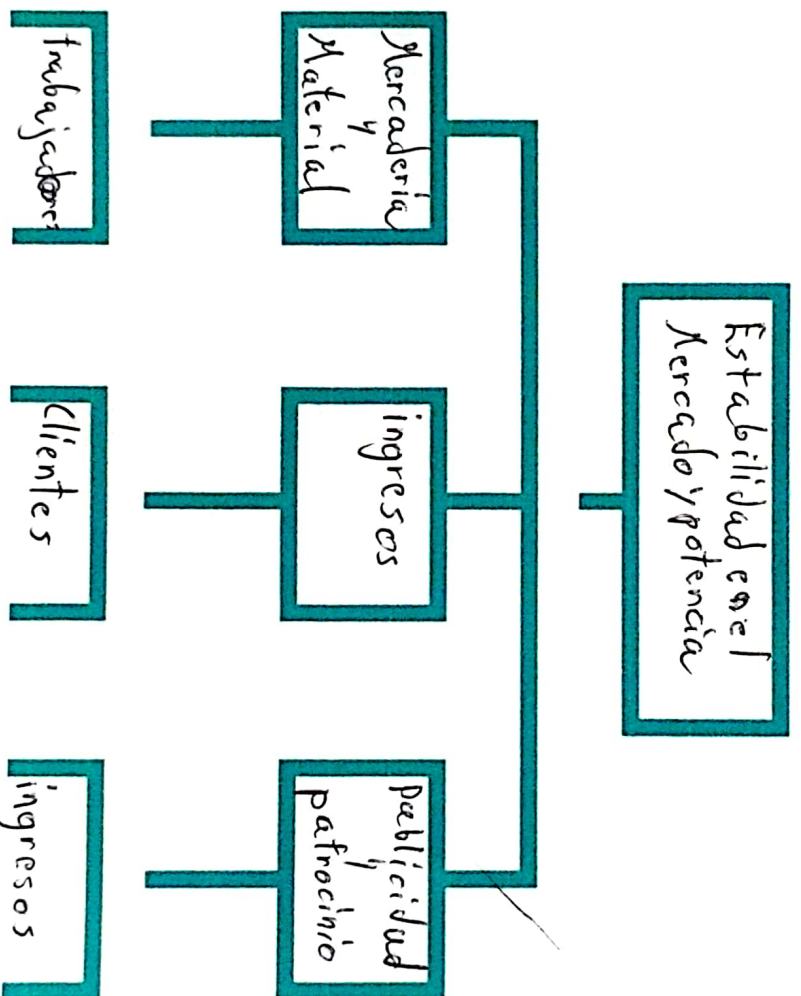 Estabilidad en el
Mercado y potencia
Mercadería
y
Material
ingresos
publicidad
y
patrocinio
trabajadores
Clientes
ingresos